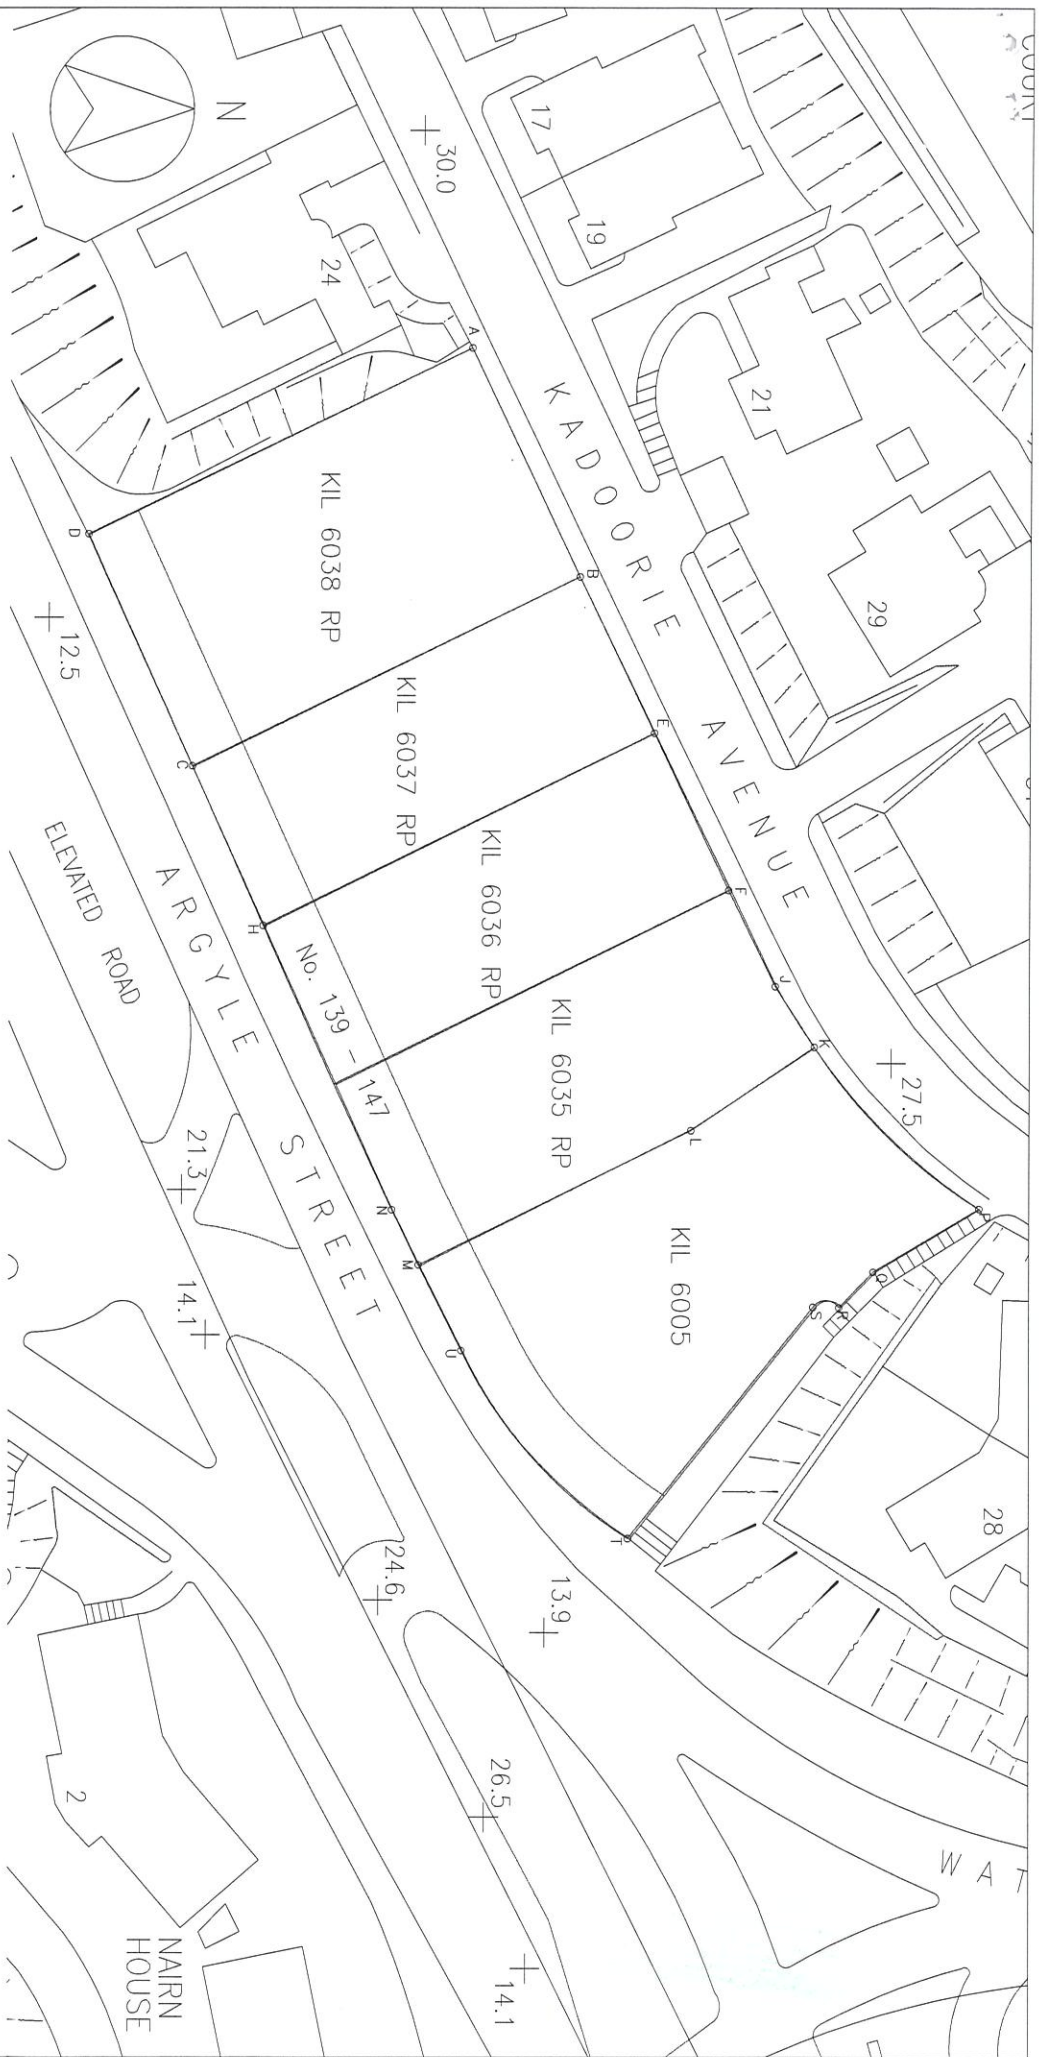 COURT
N
30.0
17
19
24
21
29
A
B
E
F
J
K
L
P
Q
R
S
T
U
M
N
H
C
D
KADOORIE AVENUE
KIL 6038 RP
KIL 6037 RP
KIL 6036 RP
KIL 6035 RP
KIL 6005
No. 139 - 147
27.5
28
12.5
ELEVATED ROAD
ARGYLE STREET
21.3
14.1
24.6
13.9
26.5
14.1
2
NAIRN
HOUSE
WAT